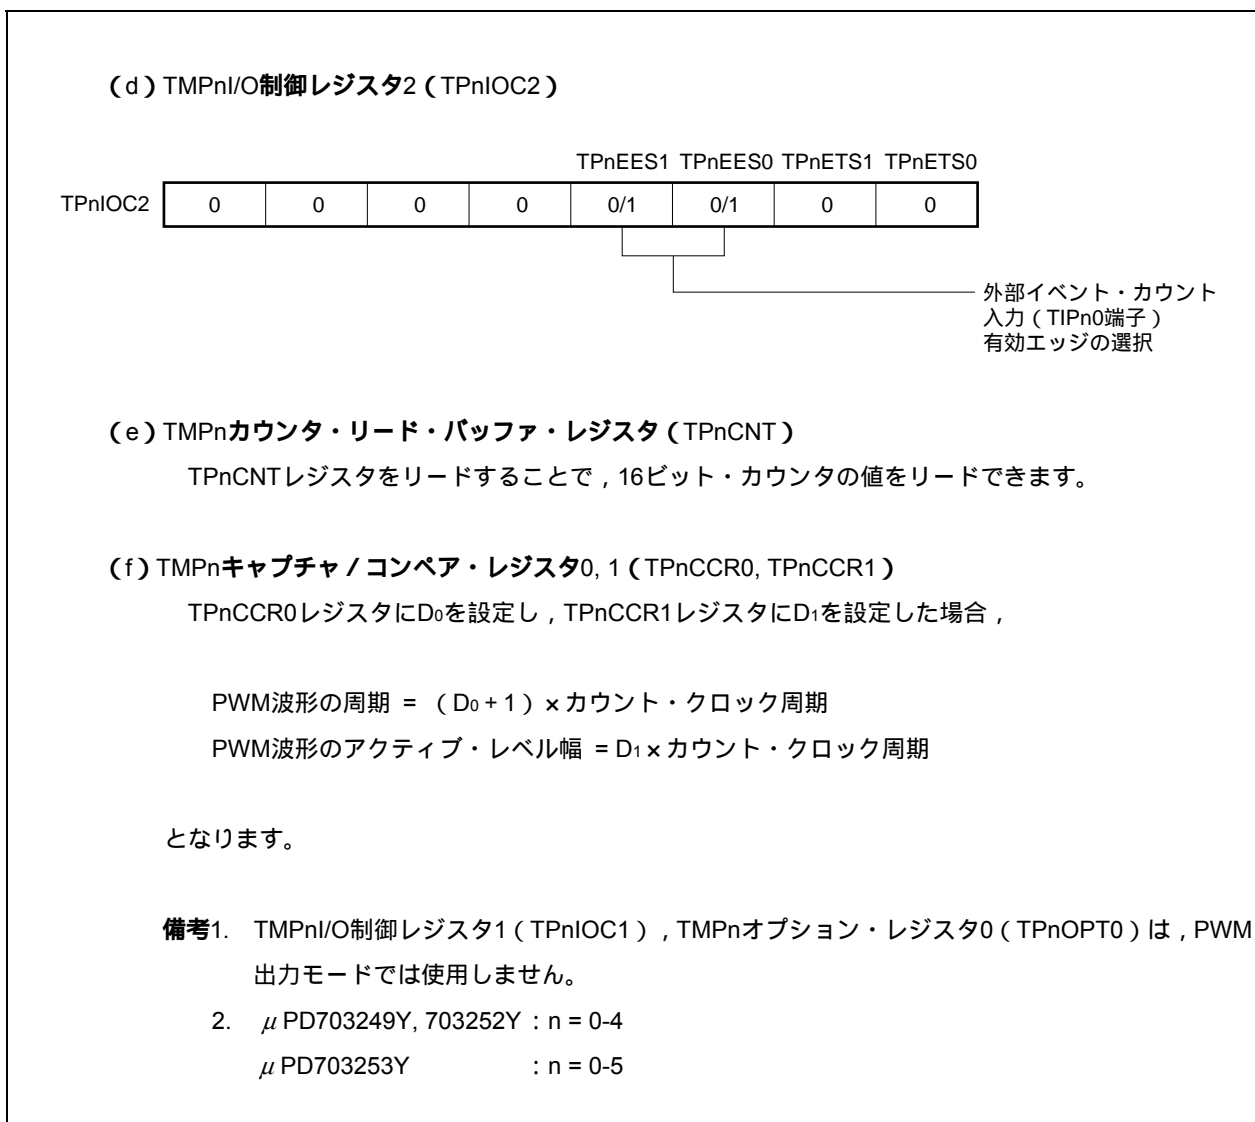 (d) TMPnI/O制御レジスタ2 (TPnIOC2)
TPnEES1 TPnEES0 TPnETS1 TPnETS0
TPnIOC2 0 0 0 0 0/1 0/1 0 0
外部イベント・カウント
入力 ( TIPn0端子 )
有効エッジの選択
(e) TMPnカウンタ・リード・バッファ・レジスタ (TPnCNT)
TPnCNTレジスタをリードすることで , 16ビット・カウンタの値をリードできます。
(f) TMPnキャプチャ/コンペア・レジスタ0, 1 (TPnCCR0, TPnCCR1)
TPnCCR0レジスタにD0を設定し , TPnCCR1レジスタにD1を設定した場合 ,
PWM波形の周期 = ( D0 + 1 ) × カウント・クロック周期
PWM波形のアクティブ・レベル幅 = D1 × カウント・クロック周期
となります。
備考1. TMPnI/O制御レジスタ1 ( TPnIOC1 ) , TMPnオプション・レジスタ0 ( TPnOPT0 ) は , PWM
出力モードでは使用しません。
2. μPD703249Y, 703252Y : n = 0-4
μPD703253Y : n = 0-5